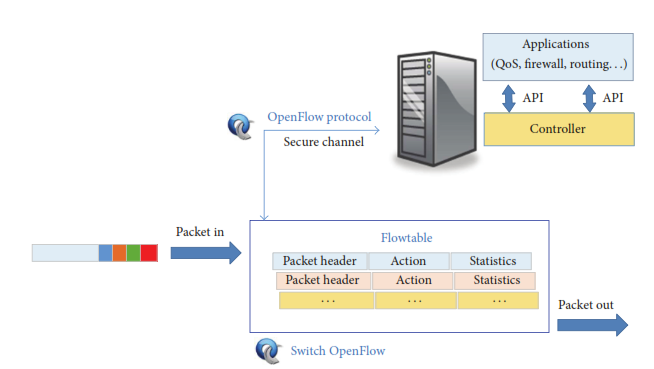 Applications
(QoS, firewall, routing...)
API API
Controller
OpenFlow protocol
Secure channel
Packet in
Flowtable
Packet header Action Statistics
Packet header Action Statistics
... ... ...
Packet out
Switch OpenFlow